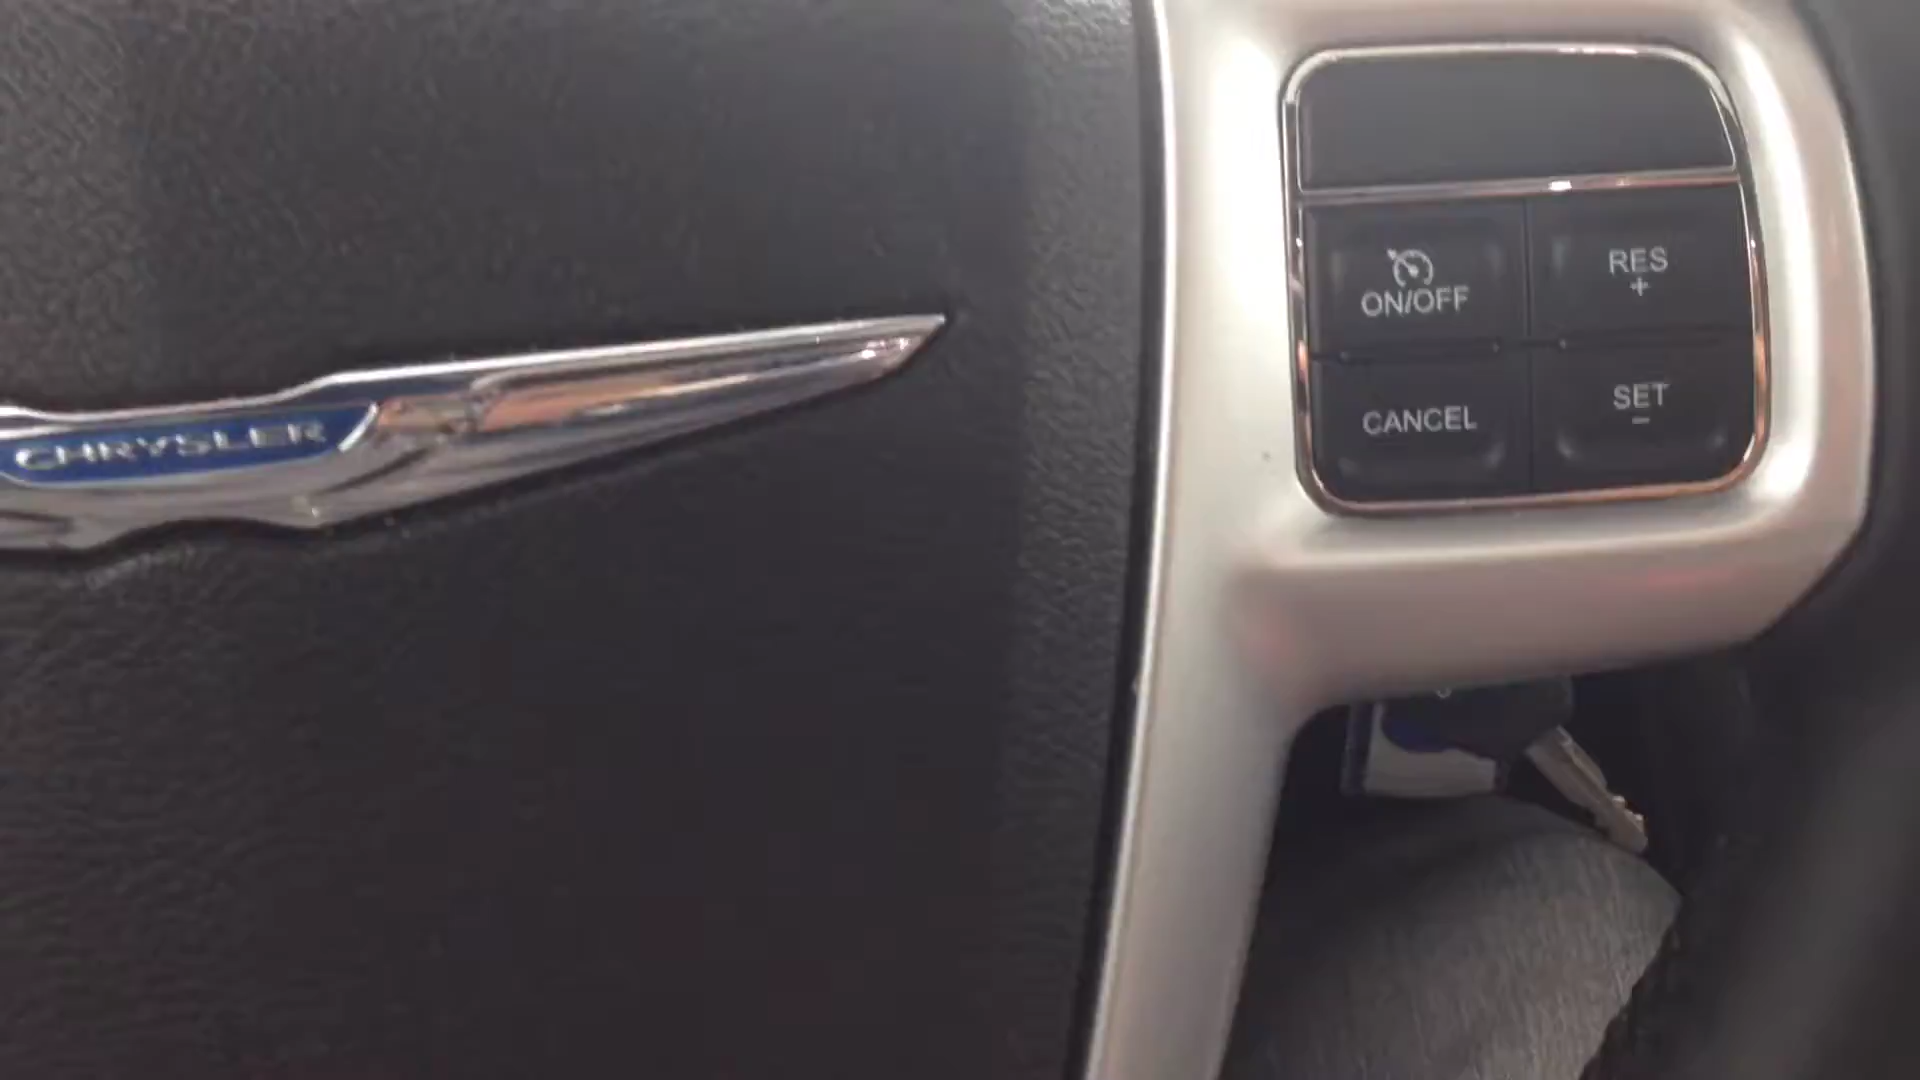 CHRYSLER
ON/OFF
RES
+
CANCEL
SET
-